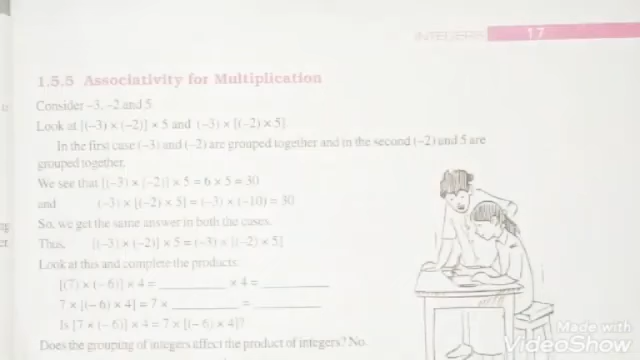 INTEGERS 17
1.5.5 Associativity for Multiplication
Consider –3, –2 and 5.
Look at [(–3) × (–2)] × 5 and (–3) × [(–2) × 5].
In the first case (–3) and (–2) are grouped together and in the second (–2) and 5 are
grouped together.
We see that [(–3) × (–2)] × 5 = 6 × 5 = 30
and (–3) × [(–2) × 5] = (–3) × (–10) = 30
So, we get the same answer in both the cases.
Thus, [(–3) × (–2)] × 5 = (–3) × [(–2) × 5]
Look at this and complete the products:
[(7) × (–6)] × 4 = __________ × 4 = __________
7 × [(–6) × 4] = 7 × __________ = __________
Is [7 × (–6)] × 4 = 7 × [(–6) × 4]?
Does the grouping of integers affect the product of integers? No.
Made with
VideoShow